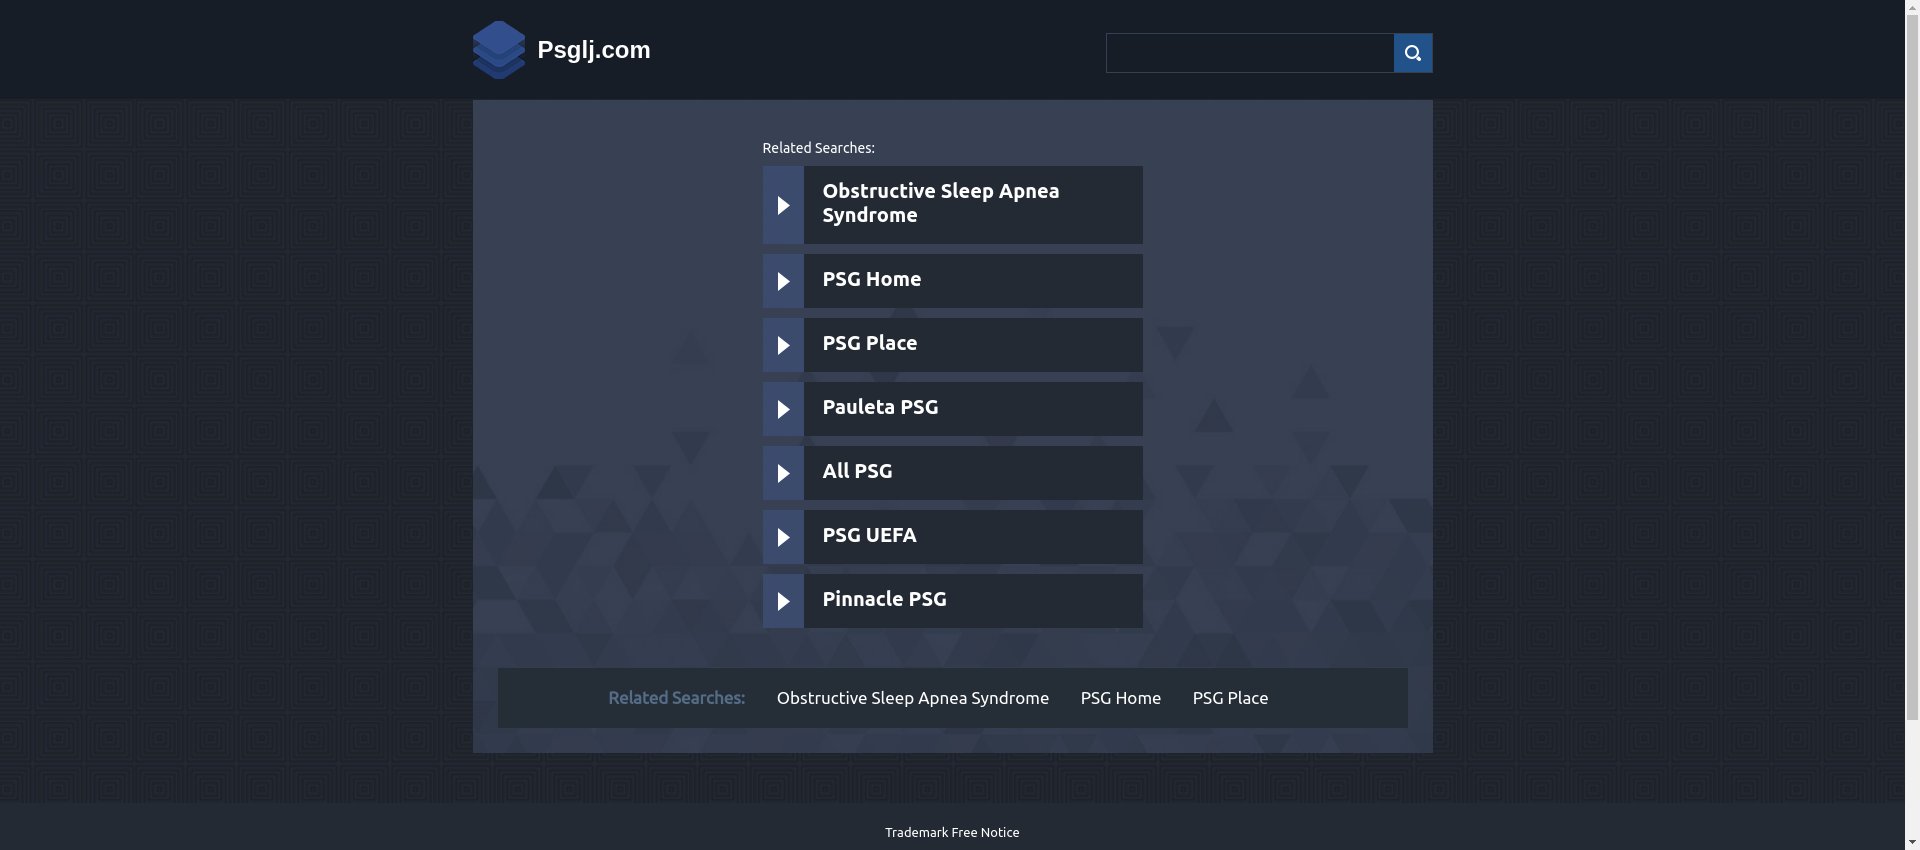 Psglj.com
Related Searches:
Obstructive Sleep Apnea
Syndrome
PSG Home
PSG Place
Pauleta PSG
All PSG
PSG UEFA
Pinnacle PSG
Related Searches: Obstructive Sleep Apnea Syndrome PSG Home PSG Place
Trademark Free Notice